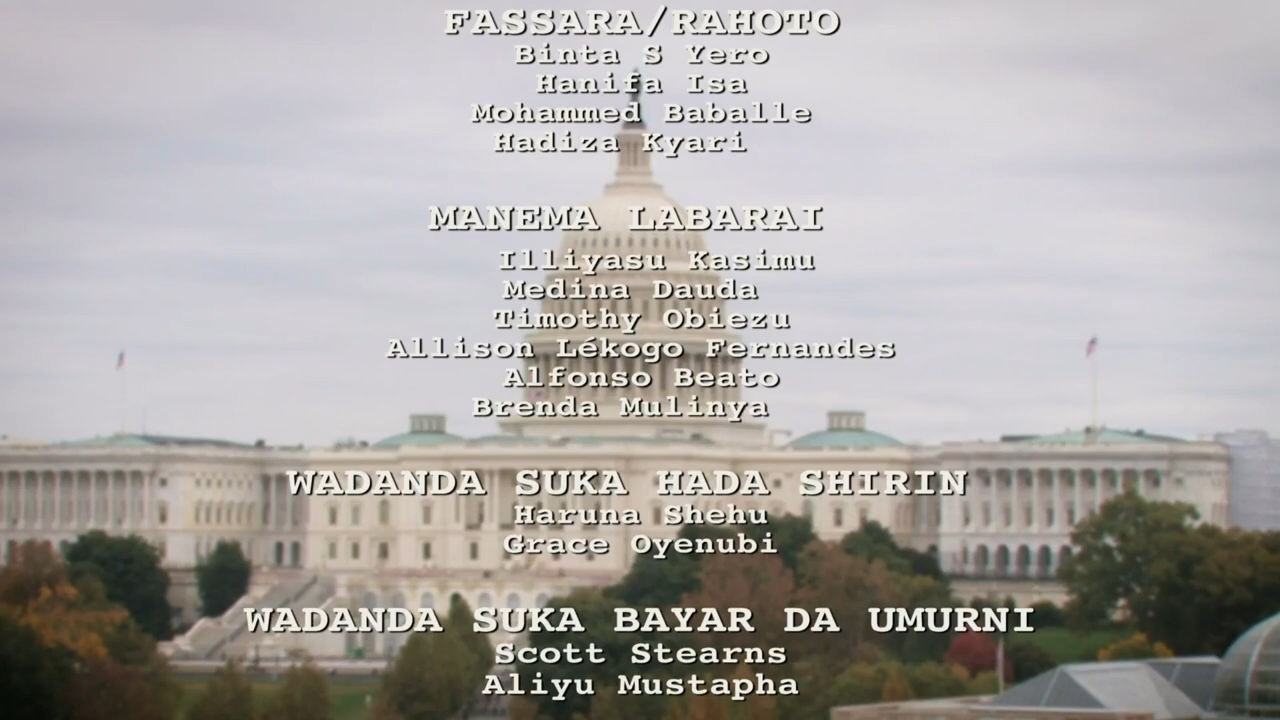 FASSARA/RAHOTO
Binta S Yero
Hanifa Isa
Mohammed Baballe
Hadiza Kyari
MANEMA LABARAI
Illiyasu Kasimu
Medina Dauda
Timothy Obiezu
Allison Lékogo Fernandes
Alfonso Beato
Brenda Mulinya
WADANDA SUKA HADA SHIRIN
Haruna Shehu
Grace Oyenubi
WADANDA SUKA BAYAR DA UMURNI
Scott Stearns
Aliyu Mustapha